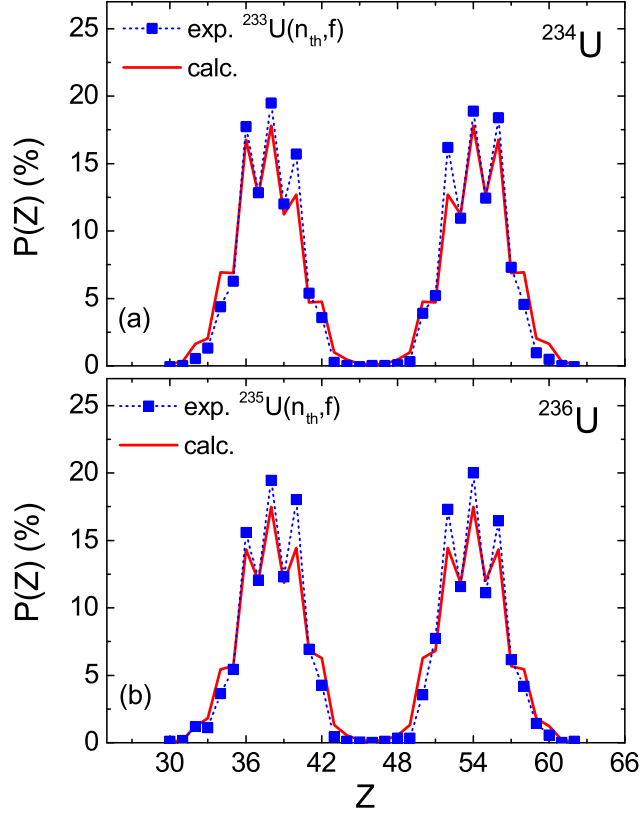 25
20
15
10
5
0
P(Z) (%)
exp. ²³³U(nₜₕ,f)
calc.
²³⁴U
(a)
25
20
15
10
5
0
P(Z) (%)
exp. ²³⁵U(nₜₕ,f)
calc.
²³⁶U
(b)
30 36 42 48 54 60 66
Z